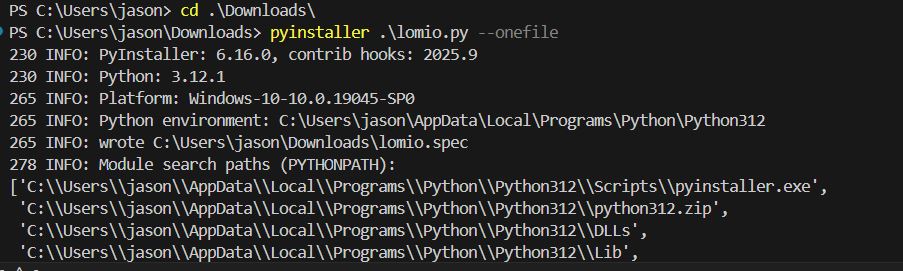 PS C:\Users\jason> cd .\Downloads\
PS C:\Users\jason\Downloads> pyinstaller .\lomio.py --onefile
230 INFO: PyInstaller: 6.16.0, contrib hooks: 2025.9
230 INFO: Python: 3.12.1
265 INFO: Platform: Windows-10-10.0.19045-SP0
265 INFO: Python environment: C:\Users\jason\AppData\Local\Programs\Python\Python312
265 INFO: wrote C:\Users\jason\Downloads\lomio.spec
278 INFO: Module search paths (PYTHONPATH):
['C:\\Users\\jason\\AppData\\Local\\Programs\\Python\\Python312\\Scripts\\pyinstaller.exe',
 'C:\\Users\\jason\\AppData\\Local\\Programs\\Python\\Python312\\python312.zip',
 'C:\\Users\\jason\\AppData\\Local\\Programs\\Python\\Python312\\DLLs',
 'C:\\Users\\jason\\AppData\\Local\\Programs\\Python\\Python312\\Lib',